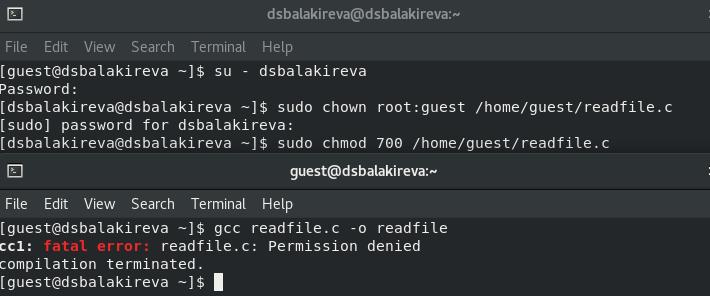 dsbalakireva@dsbalakireva:~
File Edit View Search Terminal Help
[guest@dsbalakireva ~]$ su - dsbalakireva
Password:
[dsbalakireva@dsbalakireva ~]$ sudo chown root:guest /home/guest/readfile.c
[sudo] password for dsbalakireva:
[dsbalakireva@dsbalakireva ~]$ sudo chmod 700 /home/guest/readfile.c
guest@dsbalakireva:~
File Edit View Search Terminal Help
[guest@dsbalakireva ~]$ gcc readfile.c -o readfile
cc1: fatal error: readfile.c: Permission denied
compilation terminated.
[guest@dsbalakireva ~]$